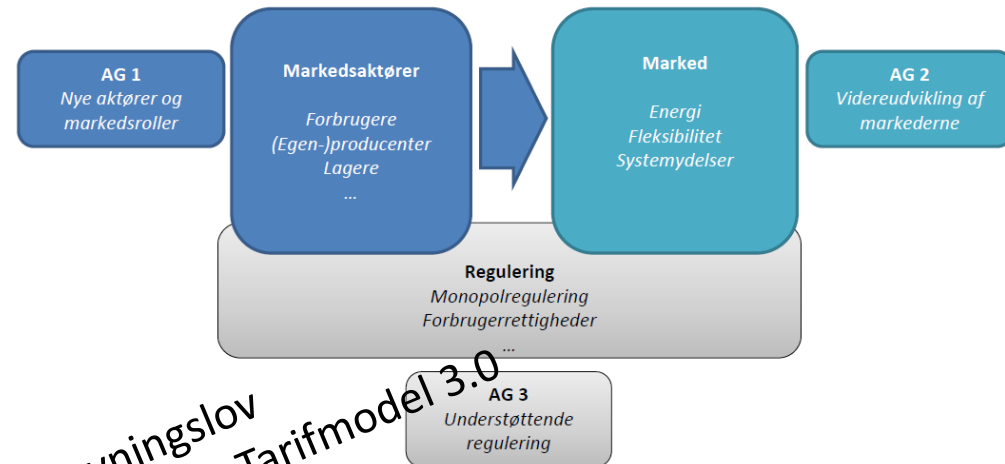 AG 1
Nye aktører og
markedsroller
Markedsaktører
Forbrugere
(Egen-)producenter
Lagere
...
Marked
Energi
Fleksibilitet
Systemydelser
AG 2
Videreudvikling af
markederne
Regulering
Monopolregulering
Forbrugerrettigheder
...
AG 3
Understøttende
regulering
Tarifmodel 3.0